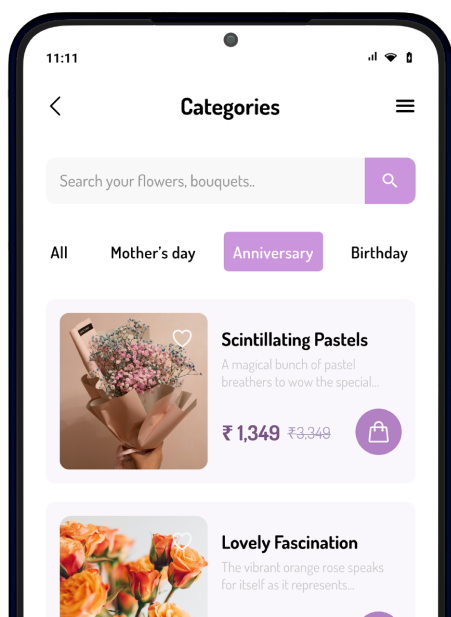 11:11
Categories
Search your flowers, bouquets..
All Mother's day Anniversary Birthday
Scintillating Pastels
A magical bunch of pastel
breathers to wow the special...
₹ 1,349 ₹3,349
Lovely Fascination
The vibrant orange rose speaks
for itself as it represents...